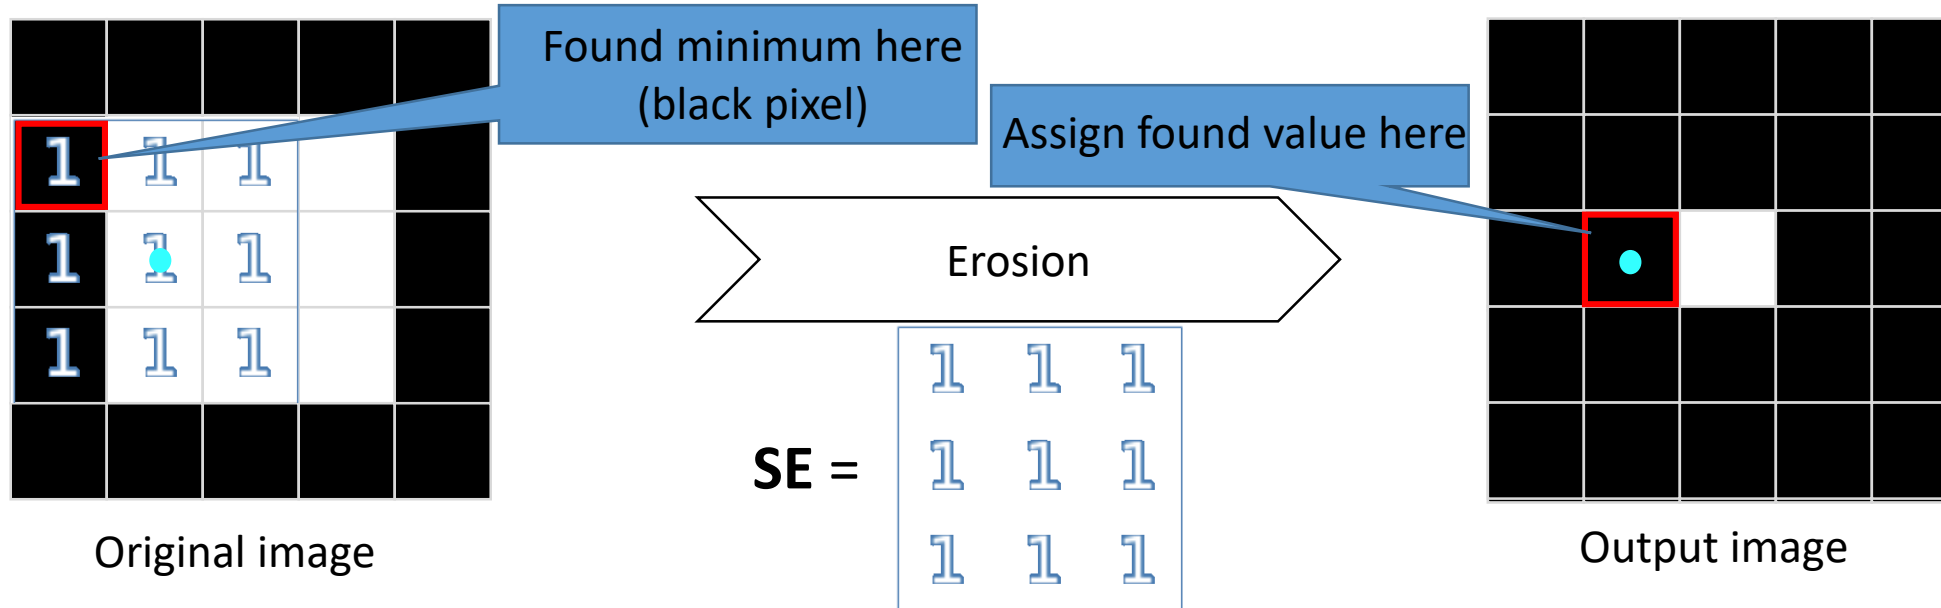 Found minimum here
(black pixel)
Assign found value here
1 1 1
1 1 1
1 1 1
Erosion
SE =
1 1 1
1 1 1
1 1 1
Original image
Output image